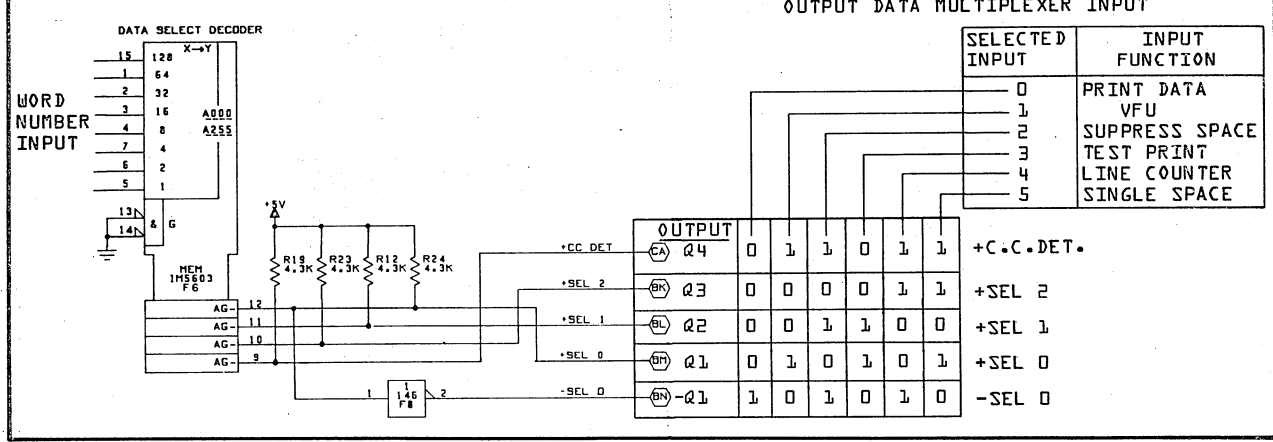 OUTPUT DATA MULTIPLEXER INPUT
DATA SELECT DECODER
X→Y
15 128
1 64
2 32
3 16
4 8
7 4
6 2
5 1
WORD
NUMBER
INPUT
A000
A255
13
14
& G
MEM
IM5603
F6
AG- 12
AG- 11
AG- 10
AG- 9
+5V
R19
4.3K
R23
4.3K
R12
4.3K
R24
4.3K
1
1
146
F8
2
+CC DET
+SEL 2
+SEL 1
+SEL 0
-SEL 0
SELECTED INPUT INPUT FUNCTION
0 PRINT DATA
1 VFU
2 SUPPRESS SPACE
3 TEST PRINT
4 LINE COUNTER
5 SINGLE SPACE
OUTPUT
CA Q4 0 1 1 0 1 1 +C.C.DET.
BK Q3 0 0 0 0 1 1 +SEL 2
BL Q2 0 0 1 1 0 0 +SEL 1
BM Q1 0 1 0 1 0 1 +SEL 0
BN -Q1 1 0 1 0 1 0 -SEL 0